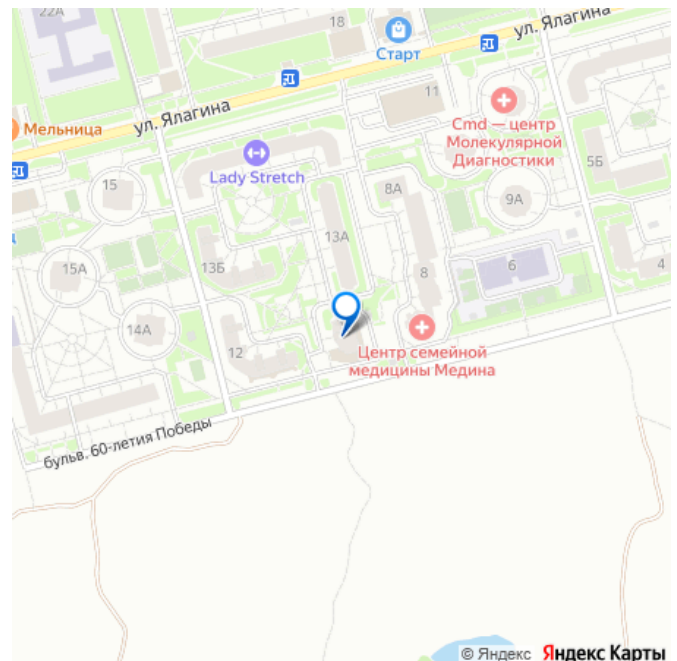 22А
18
Старт
ул. Ялагина
Мельница
ул. Ялагина
11
Cmd — центр
Молекулярной
Диагностики
Lady Stretch
15
8А
9А
5Б
13А
13Б
15А
8
6
4
14А
12
Центр семейной
медицины Медина
бульв. 60-летия Победы
© Яндекс Яндекс Карты